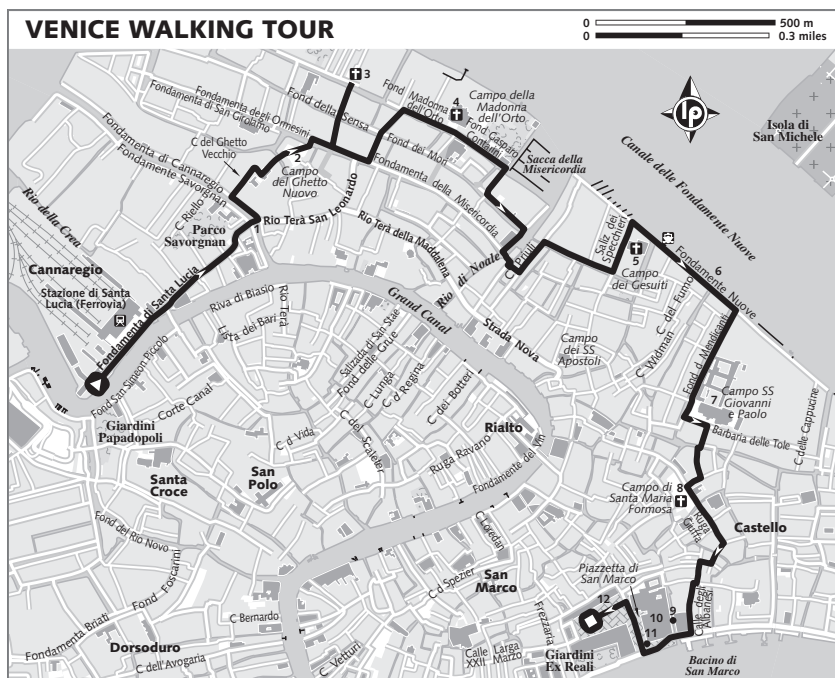 VENICE WALKING TOUR
0 500 m
0 0.3 miles
3
Fond Madonna
dell'Orto
4
Campo della
Madonna
dell'Orto
lp
Isola di
San Michele
Fondamenta degli Ormesini
Fondamenta di San Girolamo
Fond della Sensa
Fond Gasparo
Contarini
Fond dei Mori
Sacca della
Misericordia
Canale delle Fondamente Nuove
C del Ghetto
Vecchio
2
Campo
del Ghetto
Nuovo
Fondamenta di Cannaregio
Fondamente Savorgnan
Fondamenta della Misericordia
C Riello
Parco
Savorgnan
1
Rio Terà San Leonardo
Rio Terà della Maddalena
Rio della Crea
Rio di Noale
C Priuli
Saliz dei
Specchieri
5
Campo
dei Gesuiti
6
Fondamente Nuove
Cannaregio
Stazione di Santa
Lucia (Ferrovia)
Fondamenta di Santa Lucia
Riva di Biasio
Rio Terà
Lista dei Bari
Salizada di San Stae
Fond delle Grue
Grand Canal
Strada Nova
Campo
dei SS
Apostoli
C Widman
C del Fumo
Fond d Mendicanti
Fond San Simeon Piccolo
Corte Canal
C Lunga
C d Regina
C dei Botteri
7
Campo SS
Giovanni
e Paolo
Giardini
Papadopoli
C d Vida
C del Scaleter
Rialto
Ruga Ravano
Fondamente del Vin
Barbaria delle Tole
C delle Cappucine
Santa
Croce
San
Polo
Campo di
Santa Maria
Formosa
8
Ruga
Giuffa
Castello
Fond del Rio Novo
Fond Foscarini
C Loredan
C d Spezier
San
Marco
Piazzetta di
San Marco
Calle degli
Albanesi
Fondamenta Briati
C Bernardo
Frezzaria
12
10
9
11
Dorsoduro
C dell'Avogaria
C Vetturi
Calle Larga
XXII Marzo
Giardini
Ex Reali
Bacino di
San Marco